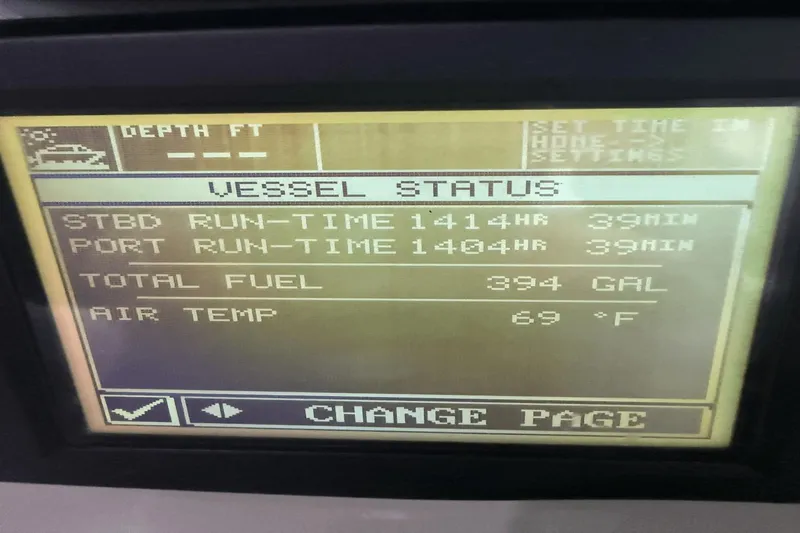 DEPTH FT
---
SET TIME IN
HOME -->
SETTINGS
VESSEL STATUS
STBD RUN-TIME 1414HR 39MIN
PORT RUN-TIME 1404HR 39MIN
TOTAL FUEL 394 GAL
AIR TEMP 69 °F
CHANGE PAGE